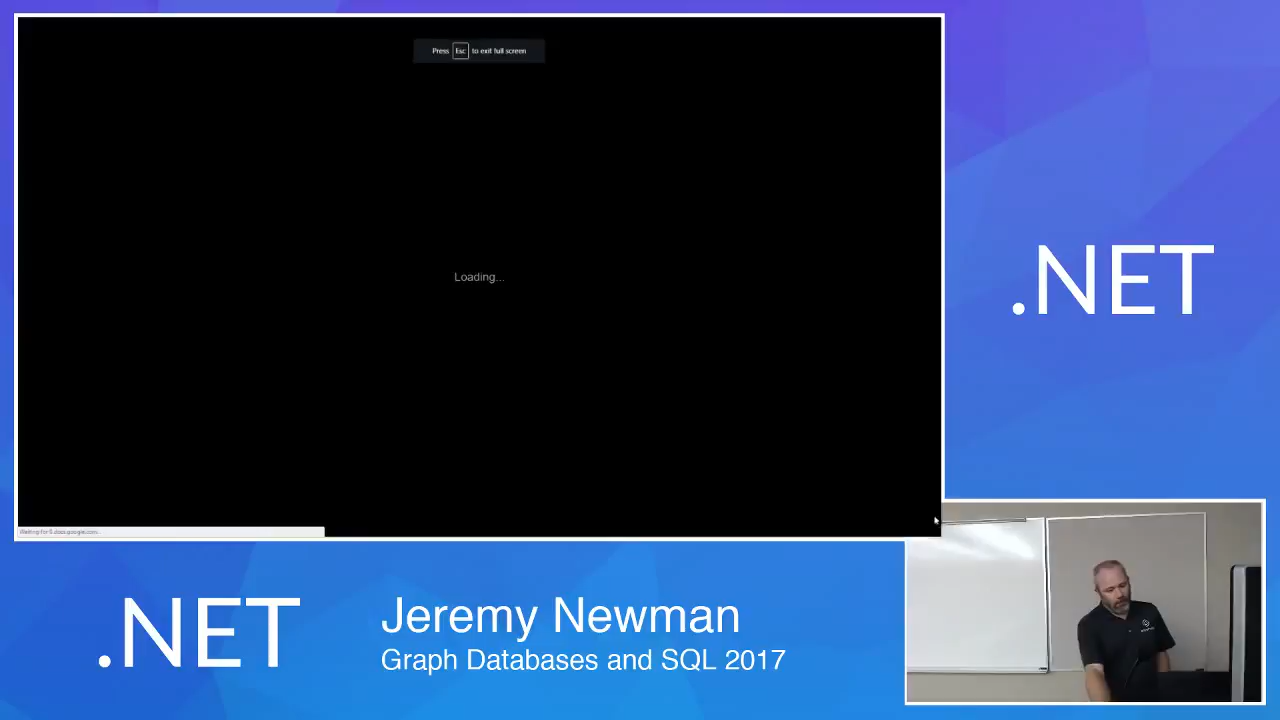 Press Esc to exit full screen
Loading...
.NET
.NET
Jeremy Newman
Graph Databases and SQL 2017